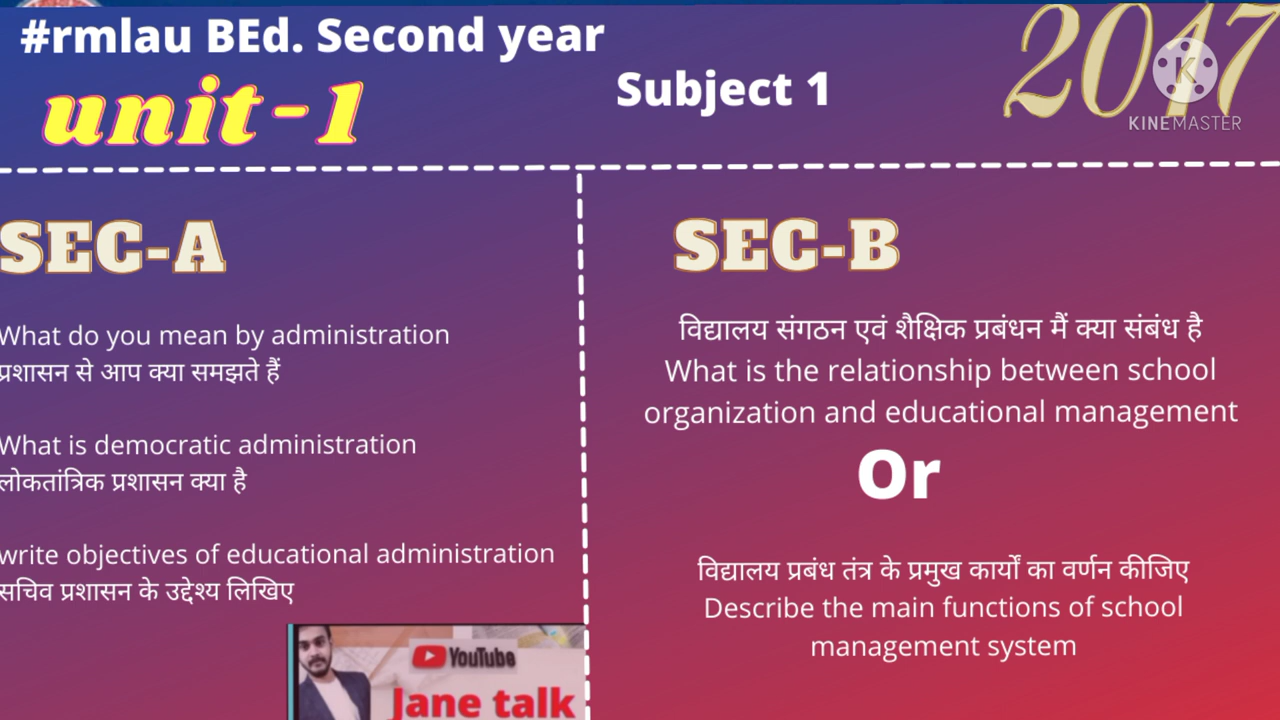 #rmlau BEd. Second year
unit-1
Subject 1
2017
KINEMASTER
SEC-A
What do you mean by administration
प्रशासन से आप क्या समझते हैं
What is democratic administration
लोकतांत्रिक प्रशासन क्या है
write objectives of educational administration
सचिव प्रशासन के उद्देश्य लिखिए
YouTube
Jane talk
SEC-B
विद्यालय संगठन एवं शैक्षिक प्रबंधन मैं क्या संबंध है
What is the relationship between school
organization and educational management
Or
विद्यालय प्रबंध तंत्र के प्रमुख कार्यों का वर्णन कीजिए
Describe the main functions of school
management system